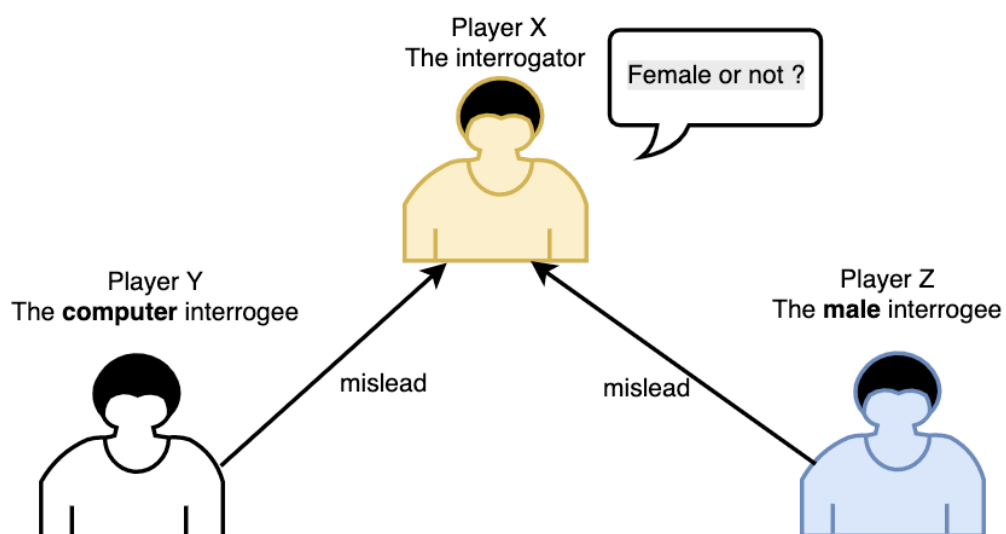 Player X
The interrogator
Female or not ?
Player Y
The computer interrogee
Player Z
The male interrogee
mislead
mislead